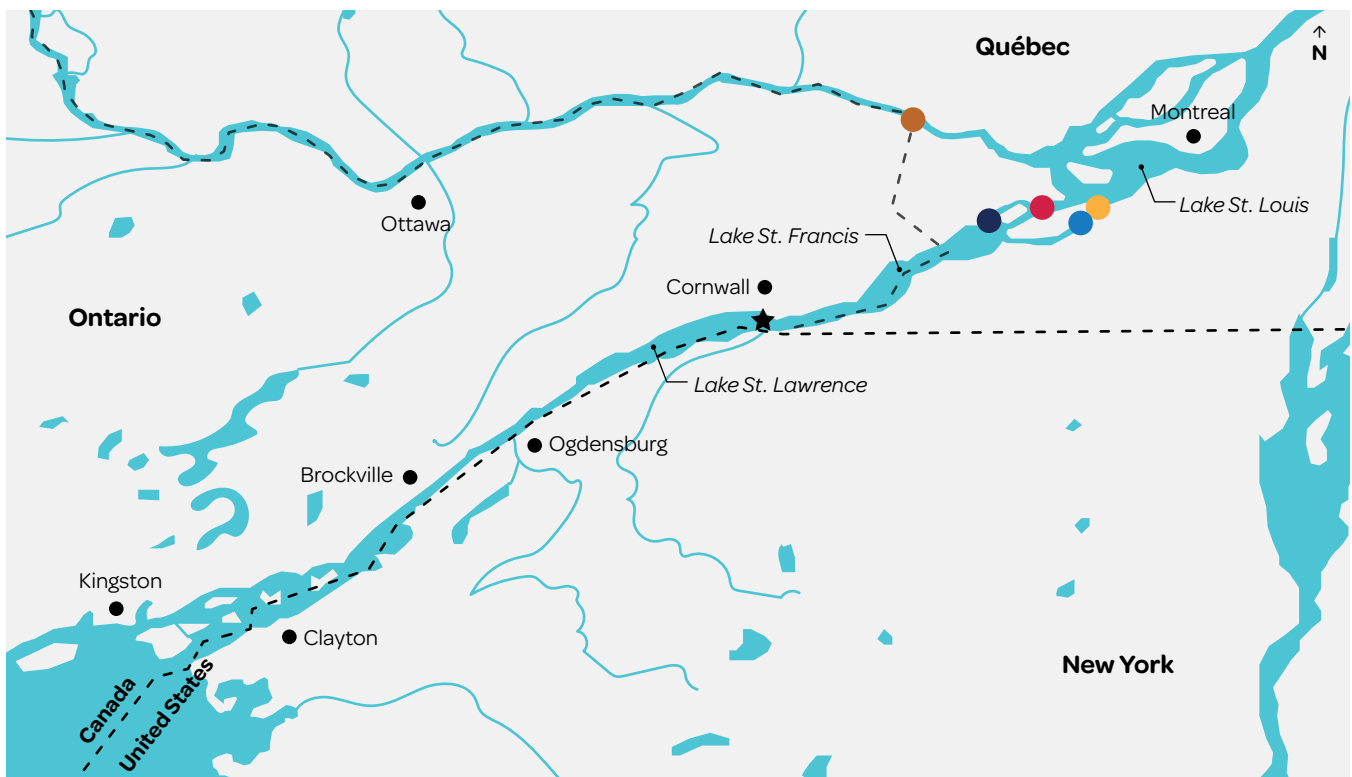 Québec
↑
N
Montreal
Ottawa
Lake St. Louis
Lake St. Francis
Cornwall
Ontario
Lake St. Lawrence
Ogdensburg
Brockville
Kingston
Clayton
New York
Canada
United States